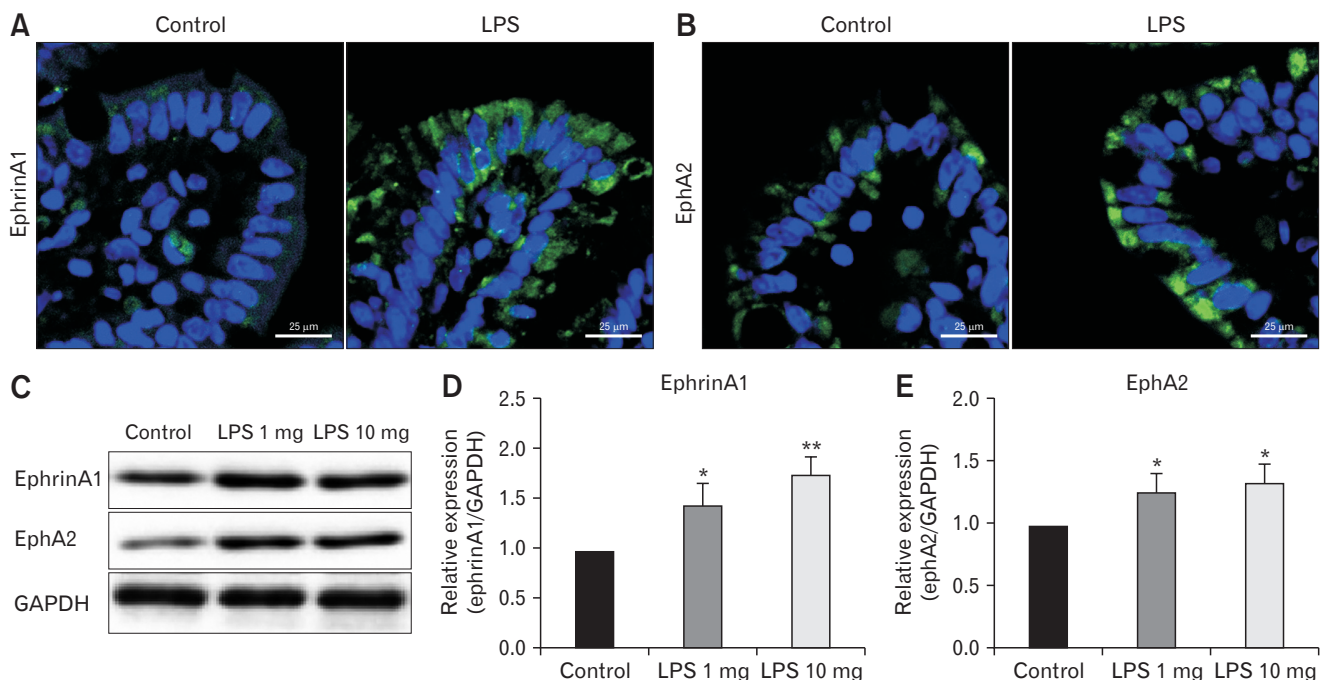 A
Control
LPS
EphrinA1
25 µm
25 µm
B
Control
LPS
EphA2
25 µm
25 µm
C
Control LPS 1 mg LPS 10 mg
EphrinA1
EphA2
GAPDH
D
EphrinA1
Relative expression
(ephrinA1/GAPDH)
2.5
2.0
1.5
1.0
0.5
0.0
*
**
Control LPS 1 mg LPS 10 mg
E
EphA2
Relative expression
(ephA2/GAPDH)
2.0
1.5
1.0
0.5
0.0
*
*
Control LPS 1 mg LPS 10 mg